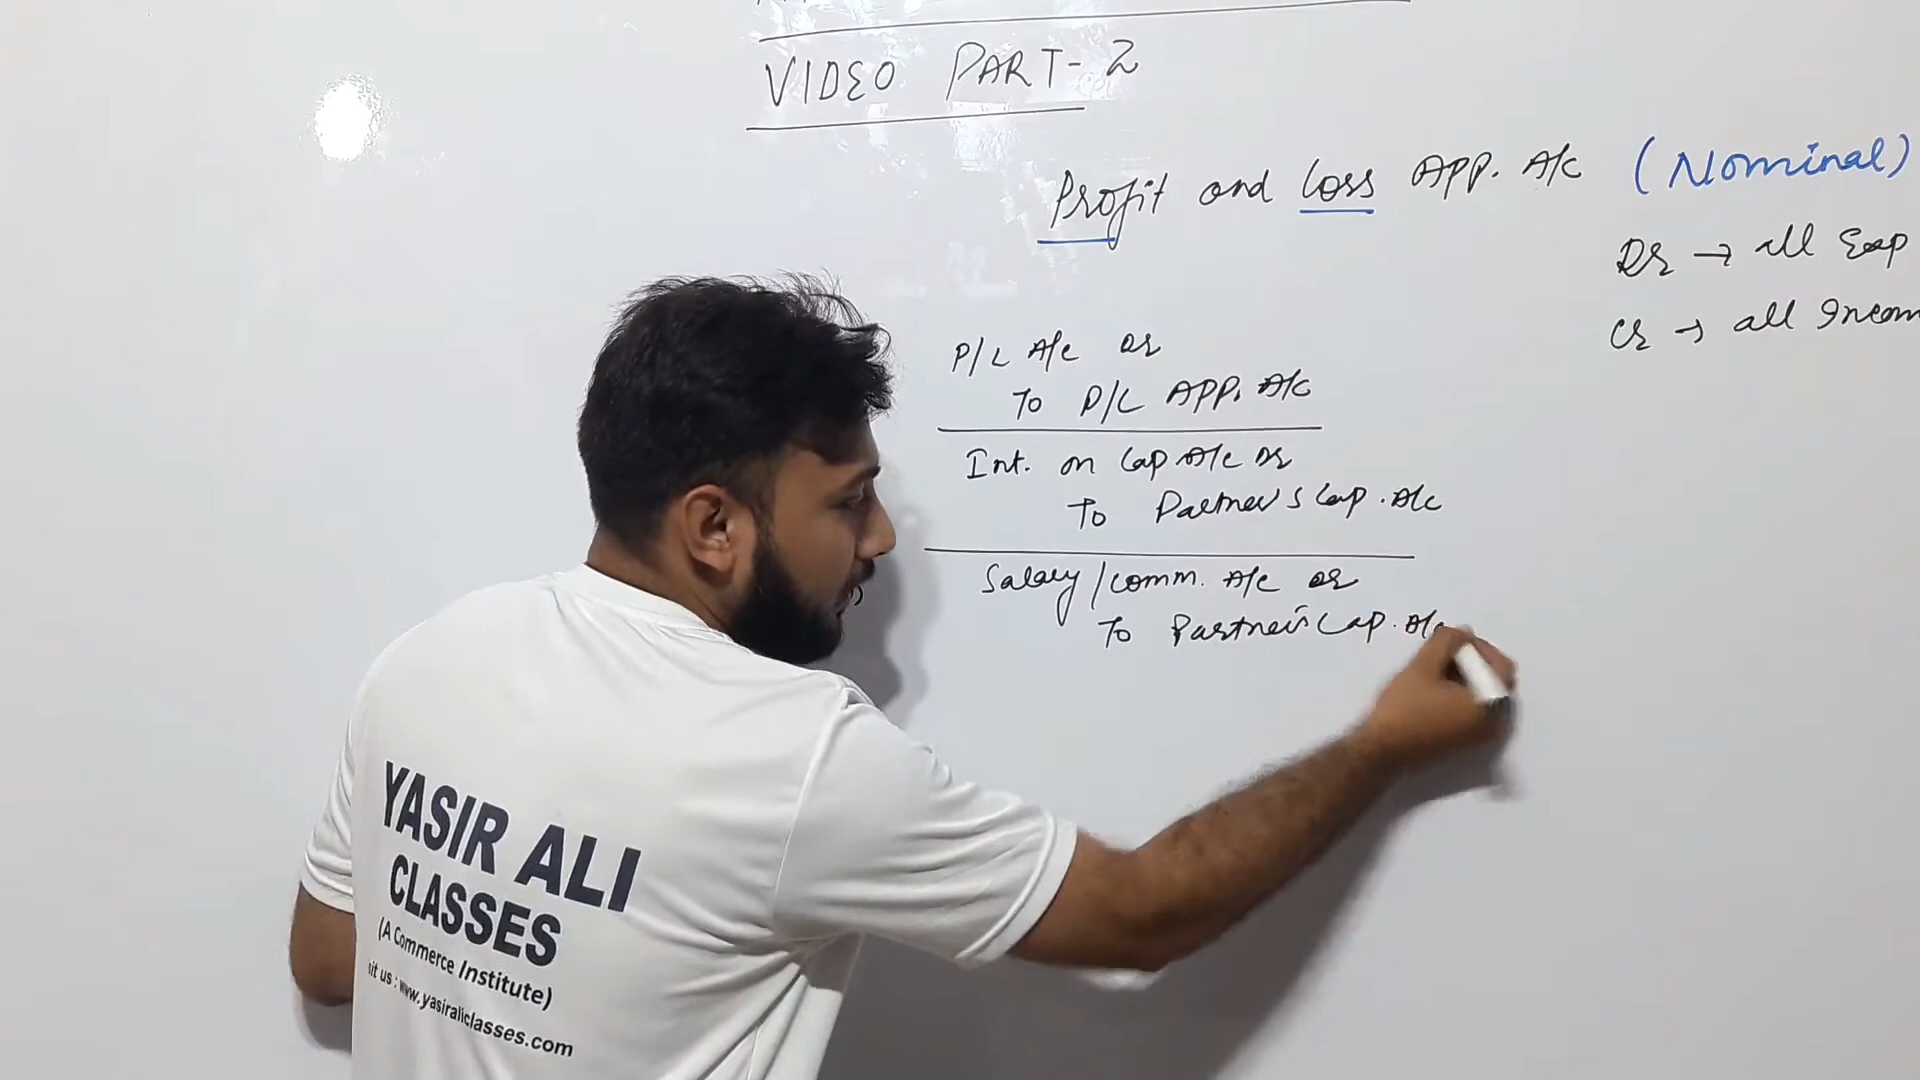 VIDEO PART-2
Profit and Loss APP. A/c (Nominal)
Dr → all Exp
Cr → all Incom
P/L A/c Dr
To P/L APP. A/c
Int. on Cap A/c Dr
To Partner's Cap. A/c
Salary/comm. A/c Dr
To Partner's Cap. A/c
YASIR ALI
CLASSES
(A Commerce Institute)
sit us : www.yasiraliclasses.com